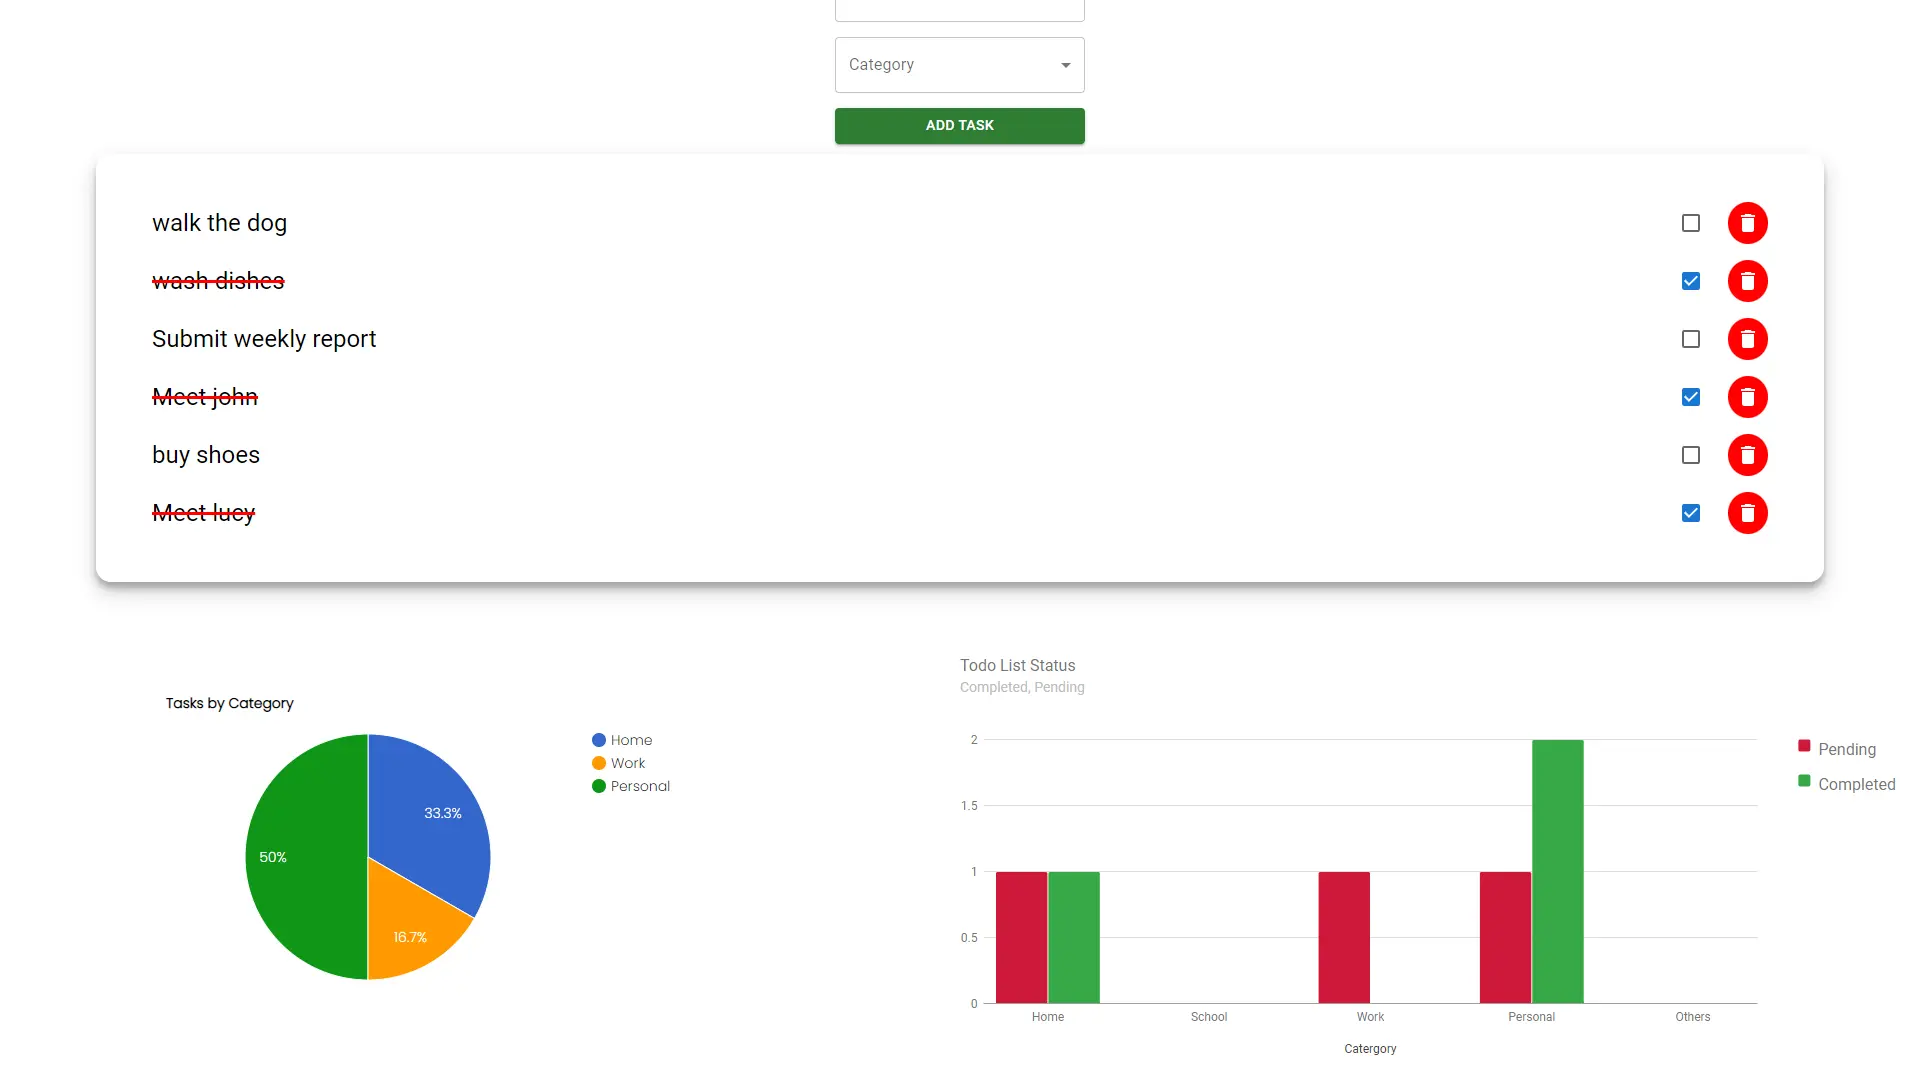 Category
ADD TASK
walk the dog
wash dishes
Submit weekly report
Meet john
buy shoes
Meet lucy
Tasks by Category
Home
Work
Personal
33.3%
50%
16.7%
Todo List Status
Completed, Pending
2
1.5
1
0.5
0
Pending
Completed
Home School Work Personal Others
Catergory